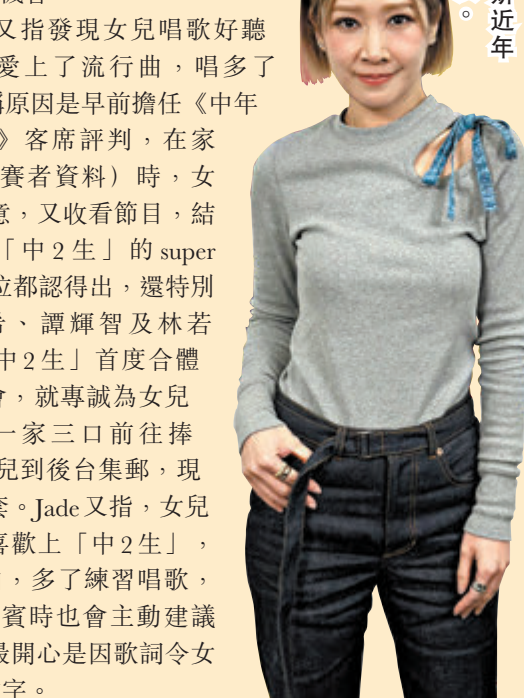 又指發現女兒唱歌好聽
愛上了流行曲，唱多了
原因是早前擔任《中年
》客席評判，在家
賽者資料）時，女
意，又收看節目，結
「中2生」的super
位都認得出，還特別
、譚輝智及林若
中2生」首度合體
，就專誠為女兒
一家三口前往捧
兒到後台集郵，現
套。Jade又指，女兒
喜歡上「中2生」，
，多了練習唱歌，
賓時也會主動建議
最開心是因歌詞令女
字。
近年
。